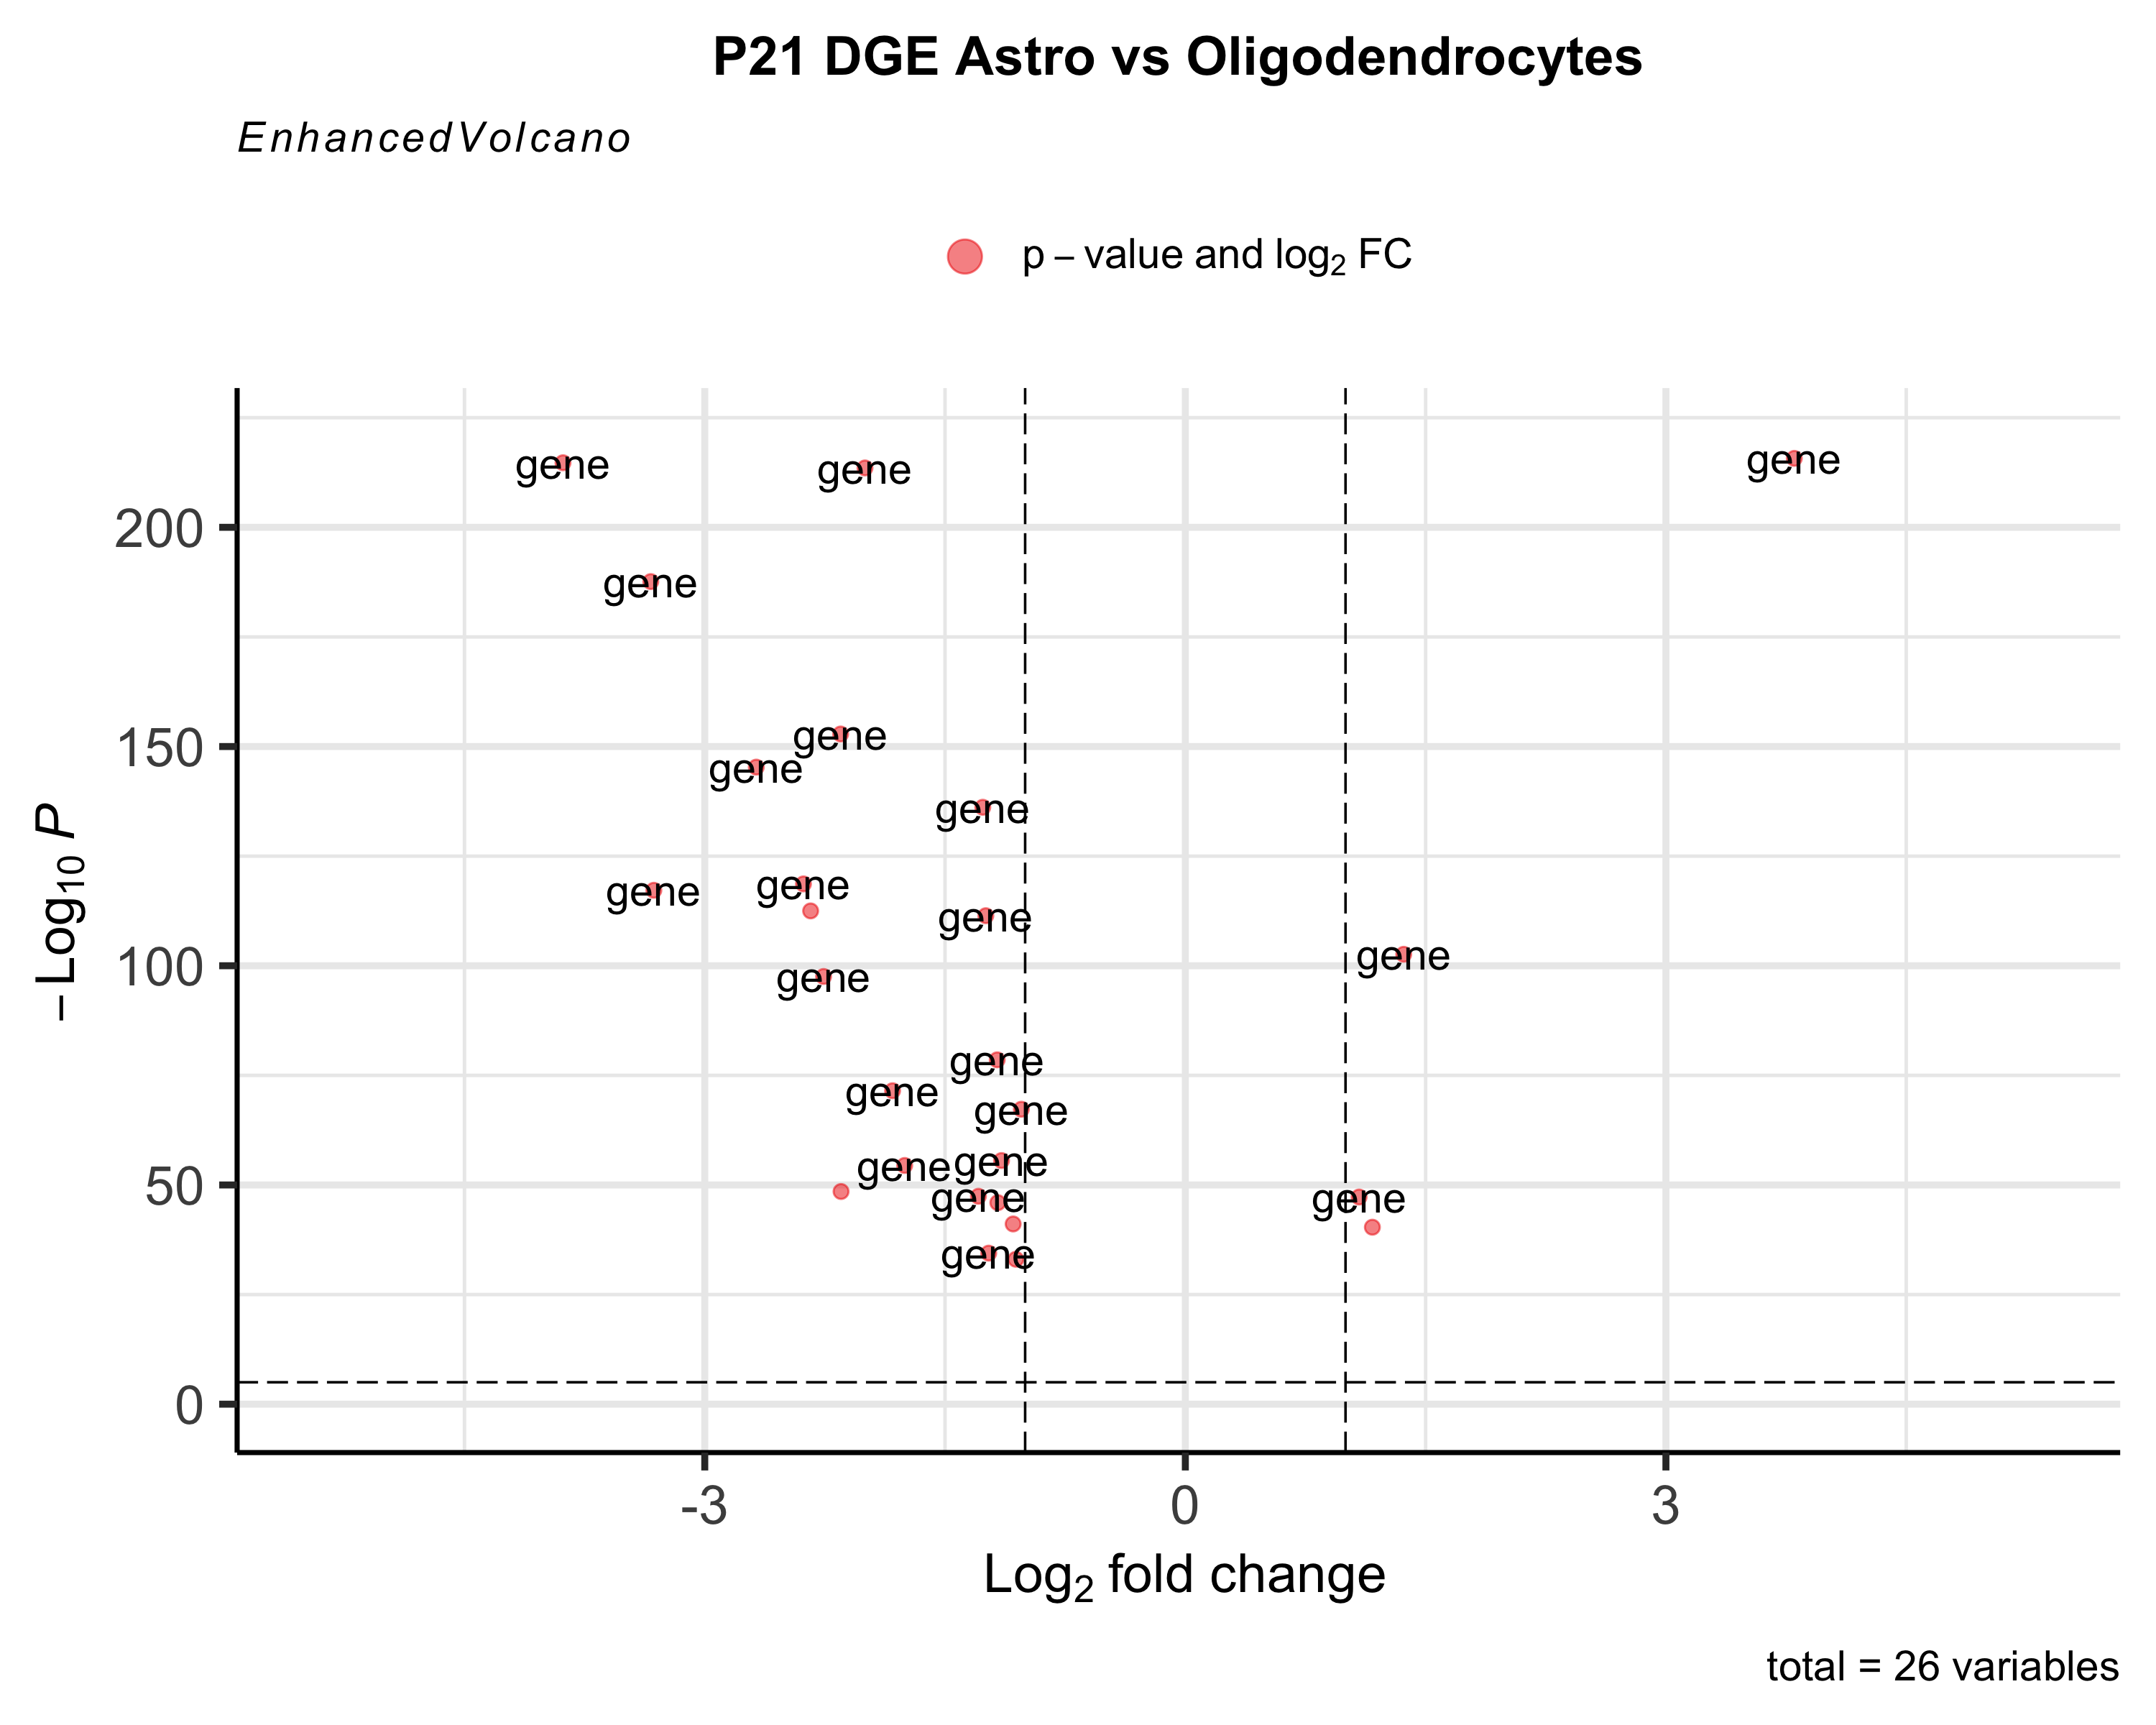 P21 DGE Astro vs Oligodendrocytes
EnhancedVolcano
p – value and log₂ FC
gene
gene
gene
200
gene
gene
150
gene
gene
gene
gene
gene
gene
100
gene
gene
gene
gene
gene
gene
50
gene
gene
gene
0
-3
0
3
– Log₁₀ P
Log₂ fold change
total = 26 variables